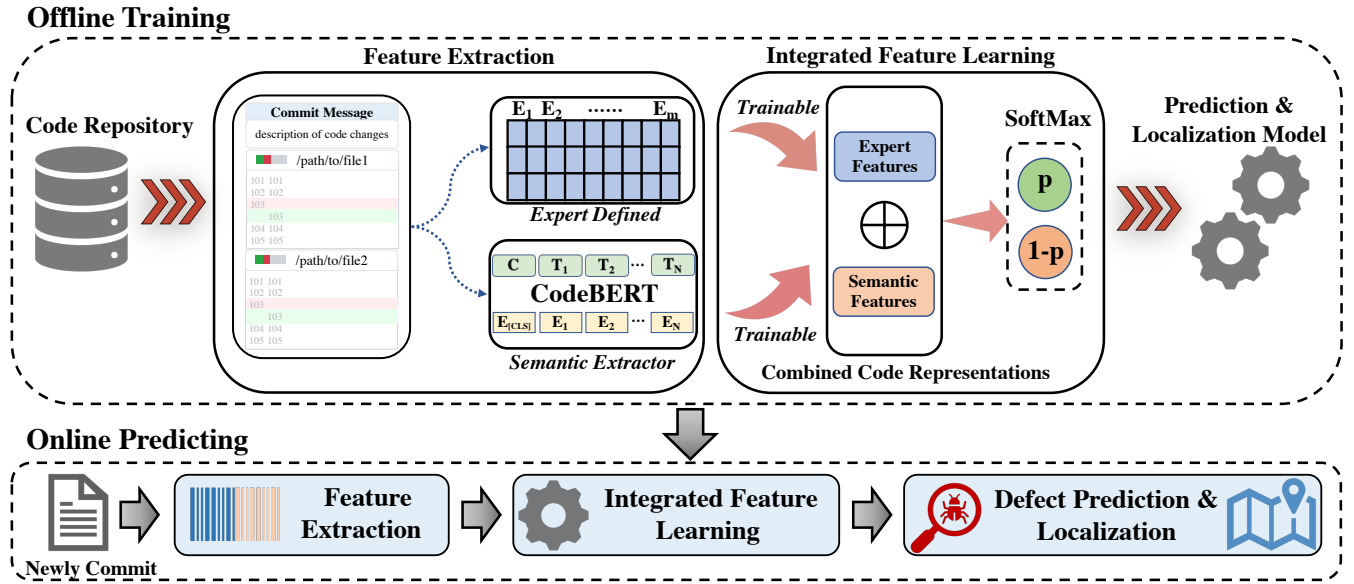 Offline Training
Feature Extraction
Integrated Feature Learning
Code Repository
Commit Message
description of code changes
/path/to/file1
101 101
102 102
103
103
104 104
105 105
/path/to/file2
101 101
102 102
103
103
104 104
105 105
E1 E2 ...... Em
Expert Defined
C T1 T2 ... TN
CodeBERT
E[CLS] E1 E2 ... EN
Semantic Extractor
Trainable
Trainable
Expert
Features
Semantic
Features
Combined Code Representations
SoftMax
p
1-p
Prediction &
Localization Model
Online Predicting
Newly Commit
Feature
Extraction
Integrated Feature
Learning
Defect Prediction &
Localization